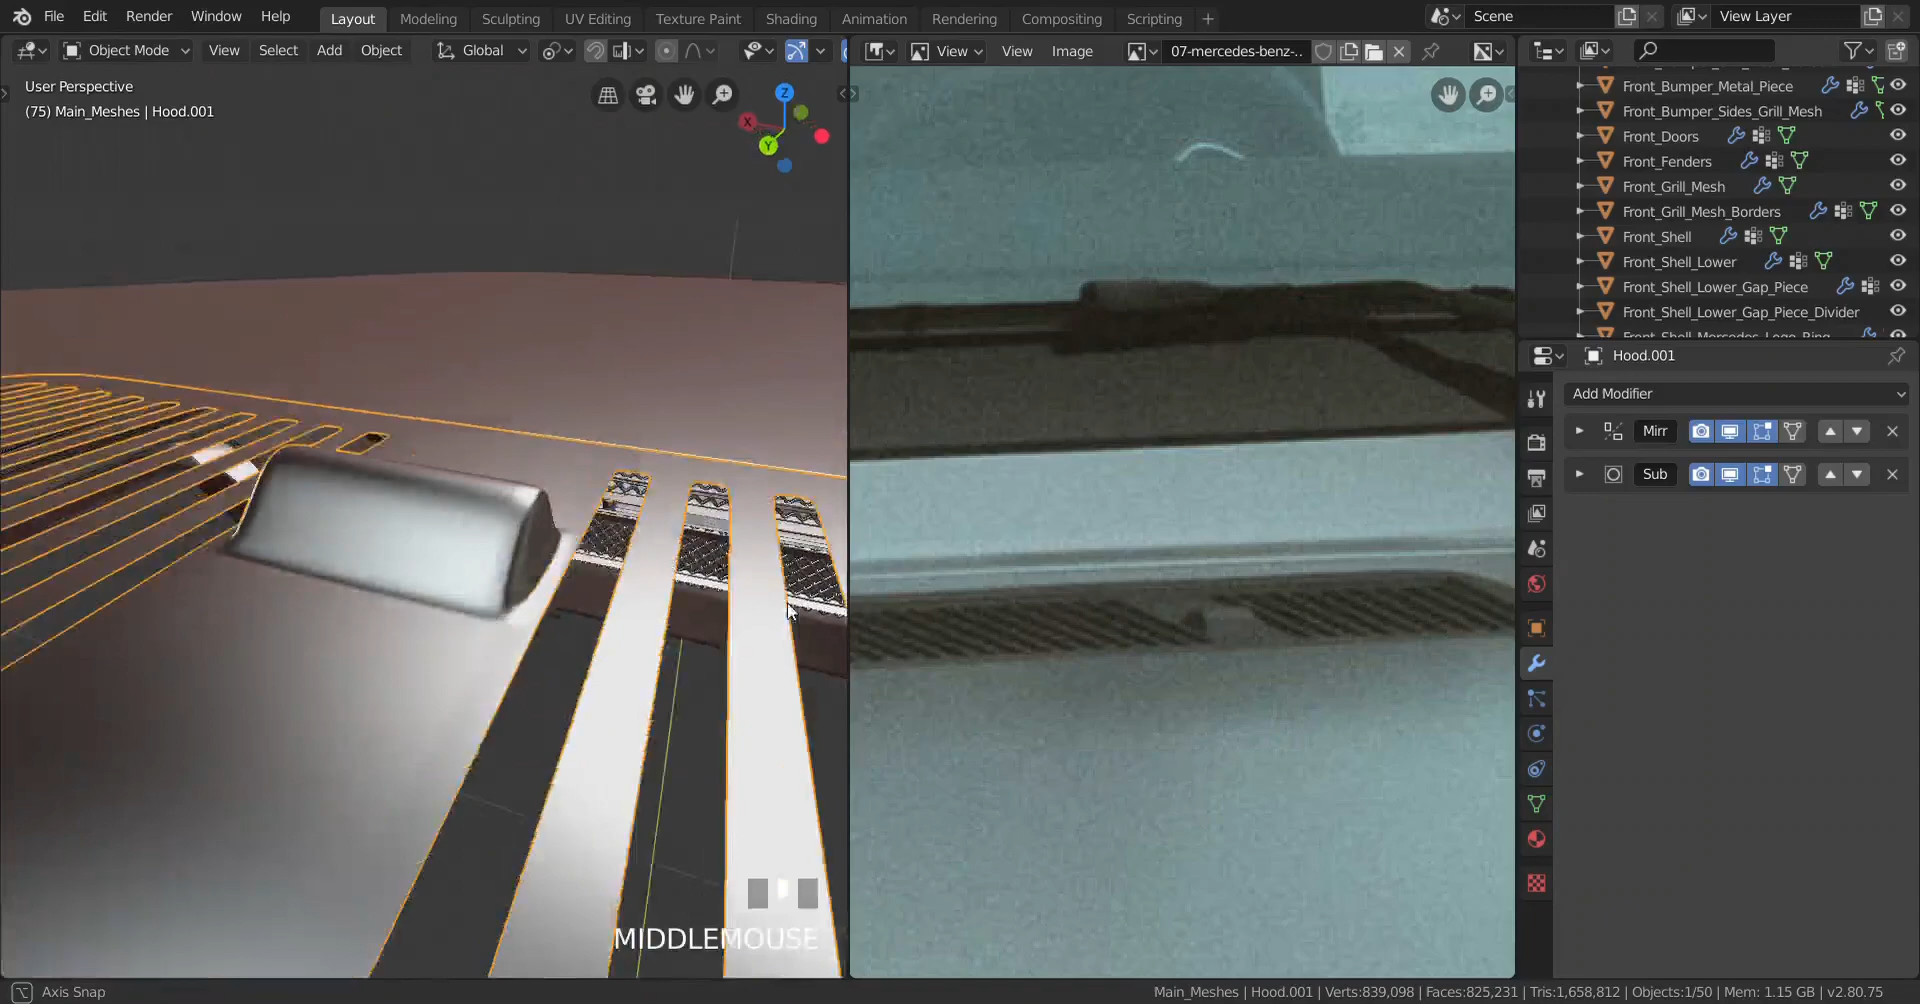 File Edit Render Window Help Layout Modeling Sculpting UV Editing Texture Paint Shading Animation Rendering Compositing Scripting + Scene View Layer
Object Mode View Select Add Object Global View View Image 07-mercedes-benz-..
User Perspective
(75) Main_Meshes | Hood.001
Z
X
Y
Front_Bumper_Metal_Piece
Front_Bumper_Sides_Grill_Mesh
Front_Doors
Front_Fenders
Front_Grill_Mesh
Front_Grill_Mesh_Borders
Front_Shell
Front_Shell_Lower
Front_Shell_Lower_Gap_Piece
Front_Shell_Lower_Gap_Piece_Divider
Front_Shell_Mercedes_Logo_Ring
Hood.001
Add Modifier
Mirr
Sub
MIDDLEMOUSE
Axis Snap
Main_Meshes | Hood.001 | Verts:839,098 | Faces:825,231 | Tris:1,658,812 | Objects:1/50 | Mem: 1.15 GB | v2.80.75